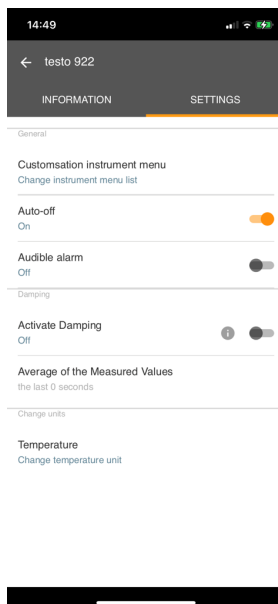 14:49
testo 922
INFORMATION
SETTINGS
General
Customsation instrument menu
Change instrument menu list
Auto-off
On
Audible alarm
Off
Damping
Activate Damping
Off
Average of the Measured Values
the last 0 seconds
Change units
Temperature
Change temperature unit